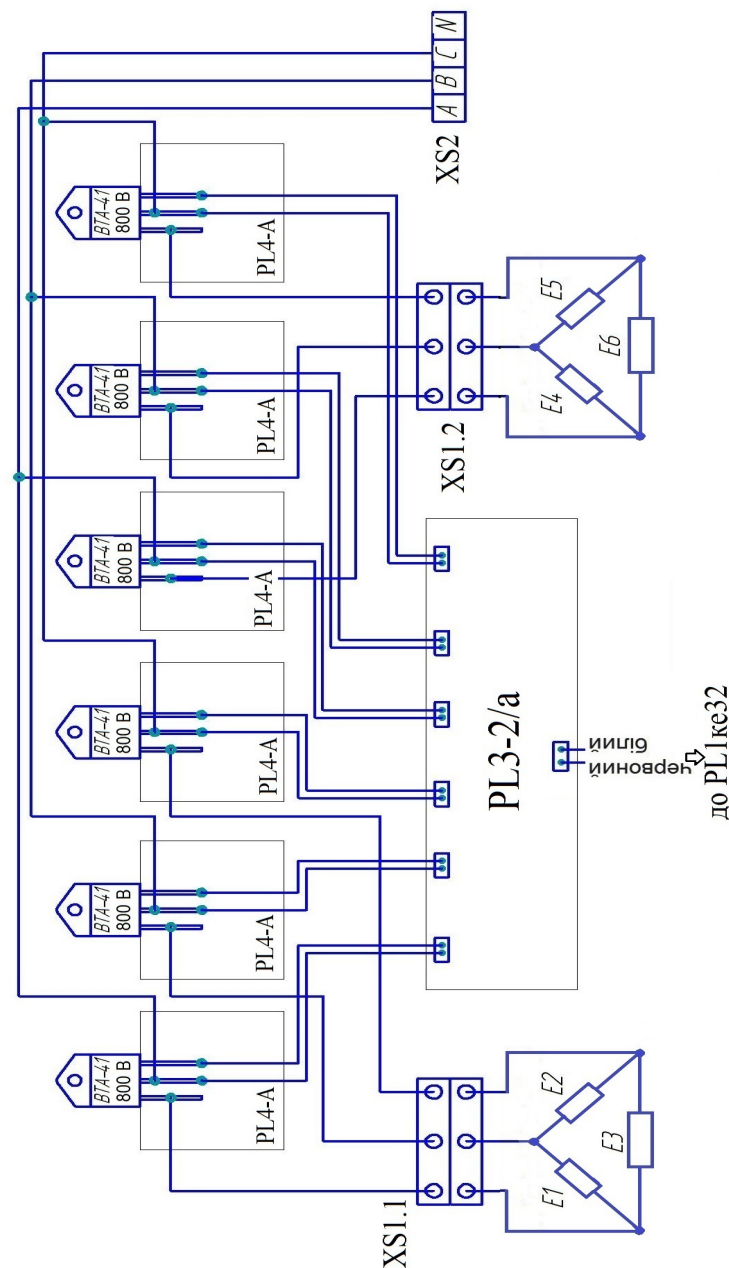 BTA-41
800 В
BTA-41
800 В
BTA-41
800 В
BTA-41
800 В
BTA-41
800 В
BTA-41
800 В
PL4-A
PL4-A
PL4-A
PL4-A
PL4-A
PL4-A
A B C N
XS1.1
XS1.2
XS2
PL3-2/a
E1 E2
E3
E4 E5
E6
червоний
білий
до PL1ке32